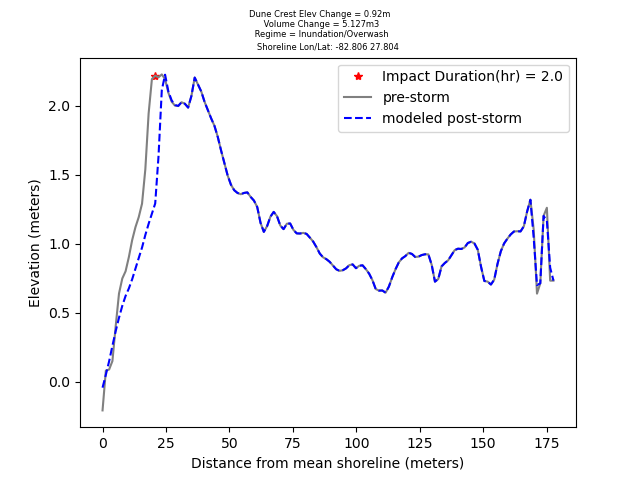 Dune Crest Elev Change = 0.92m
Volume Change = 5.127m3
Regime = Inundation/Overwash
Shoreline Lon/Lat: -82.806 27.804
Impact Duration(hr) = 2.0
pre-storm
modeled post-storm
Elevation (meters)
2.0
1.5
1.0
0.5
0.0
0 25 50 75 100 125 150 175
Distance from mean shoreline (meters)